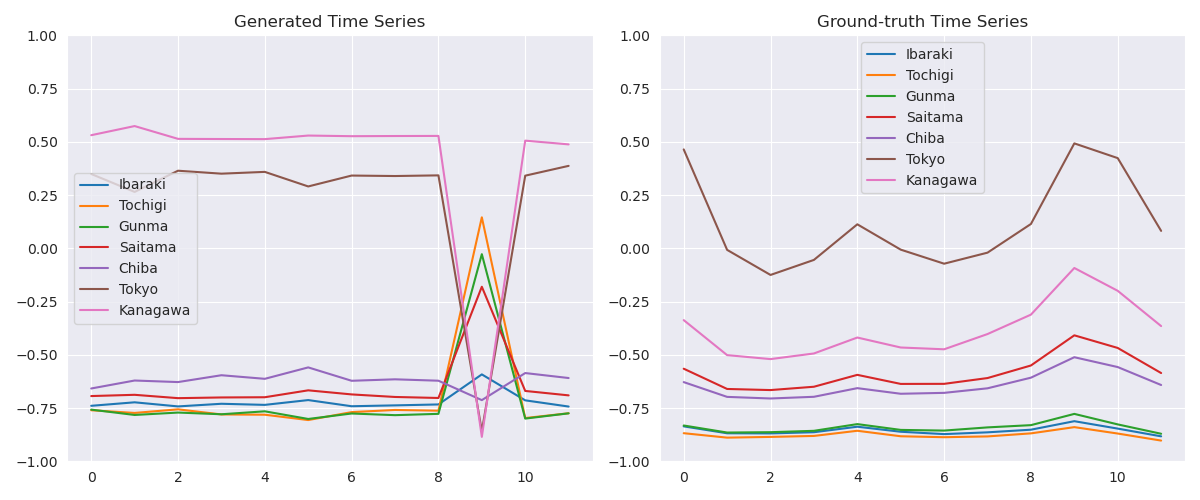 Generated Time Series
1.00
0.75
0.50
0.25
0.00
−0.25
−0.50
−0.75
−1.00
0 2 4 6 8 10
Ibaraki
Tochigi
Gunma
Saitama
Chiba
Tokyo
Kanagawa
Ground-truth Time Series
1.00
0.75
0.50
0.25
0.00
−0.25
−0.50
−0.75
−1.00
0 2 4 6 8 10
Ibaraki
Tochigi
Gunma
Saitama
Chiba
Tokyo
Kanagawa